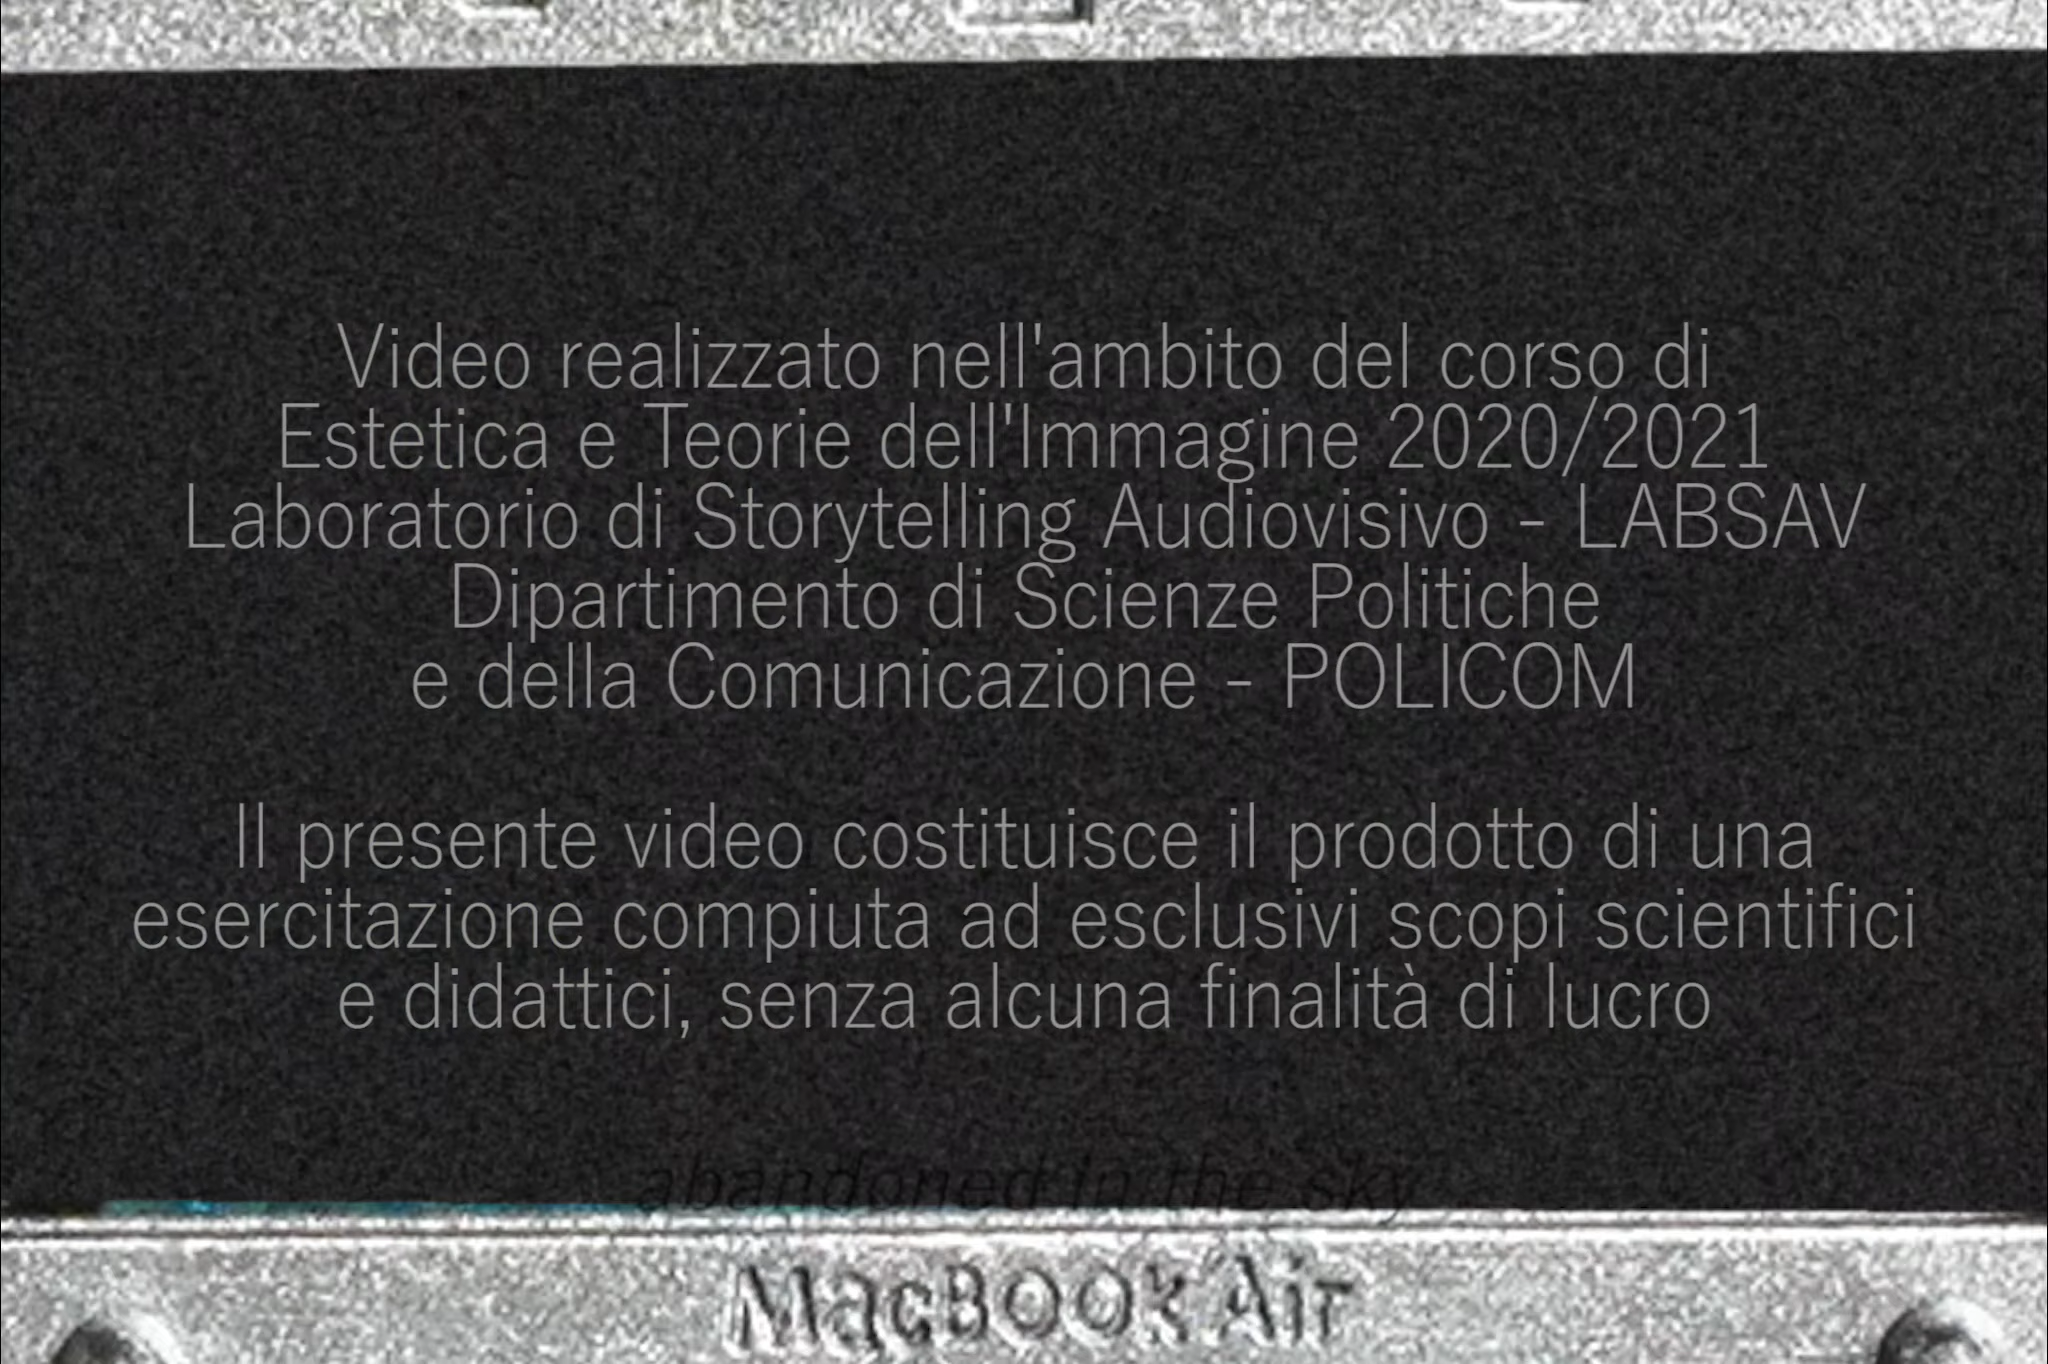 Video realizzato nell'ambito del corso di
Estetica e Teorie dell'Immagine 2020/2021
Laboratorio di Storytelling Audiovisivo - LABSAV
Dipartimento di Scienze Politiche
e della Comunicazione - POLICOM
Il presente video costituisce il prodotto di una
esercitazione compiuta ad esclusivi scopi scientifici
e didattici, senza alcuna finalità di lucro
abandoned in the sky
MacBook Air